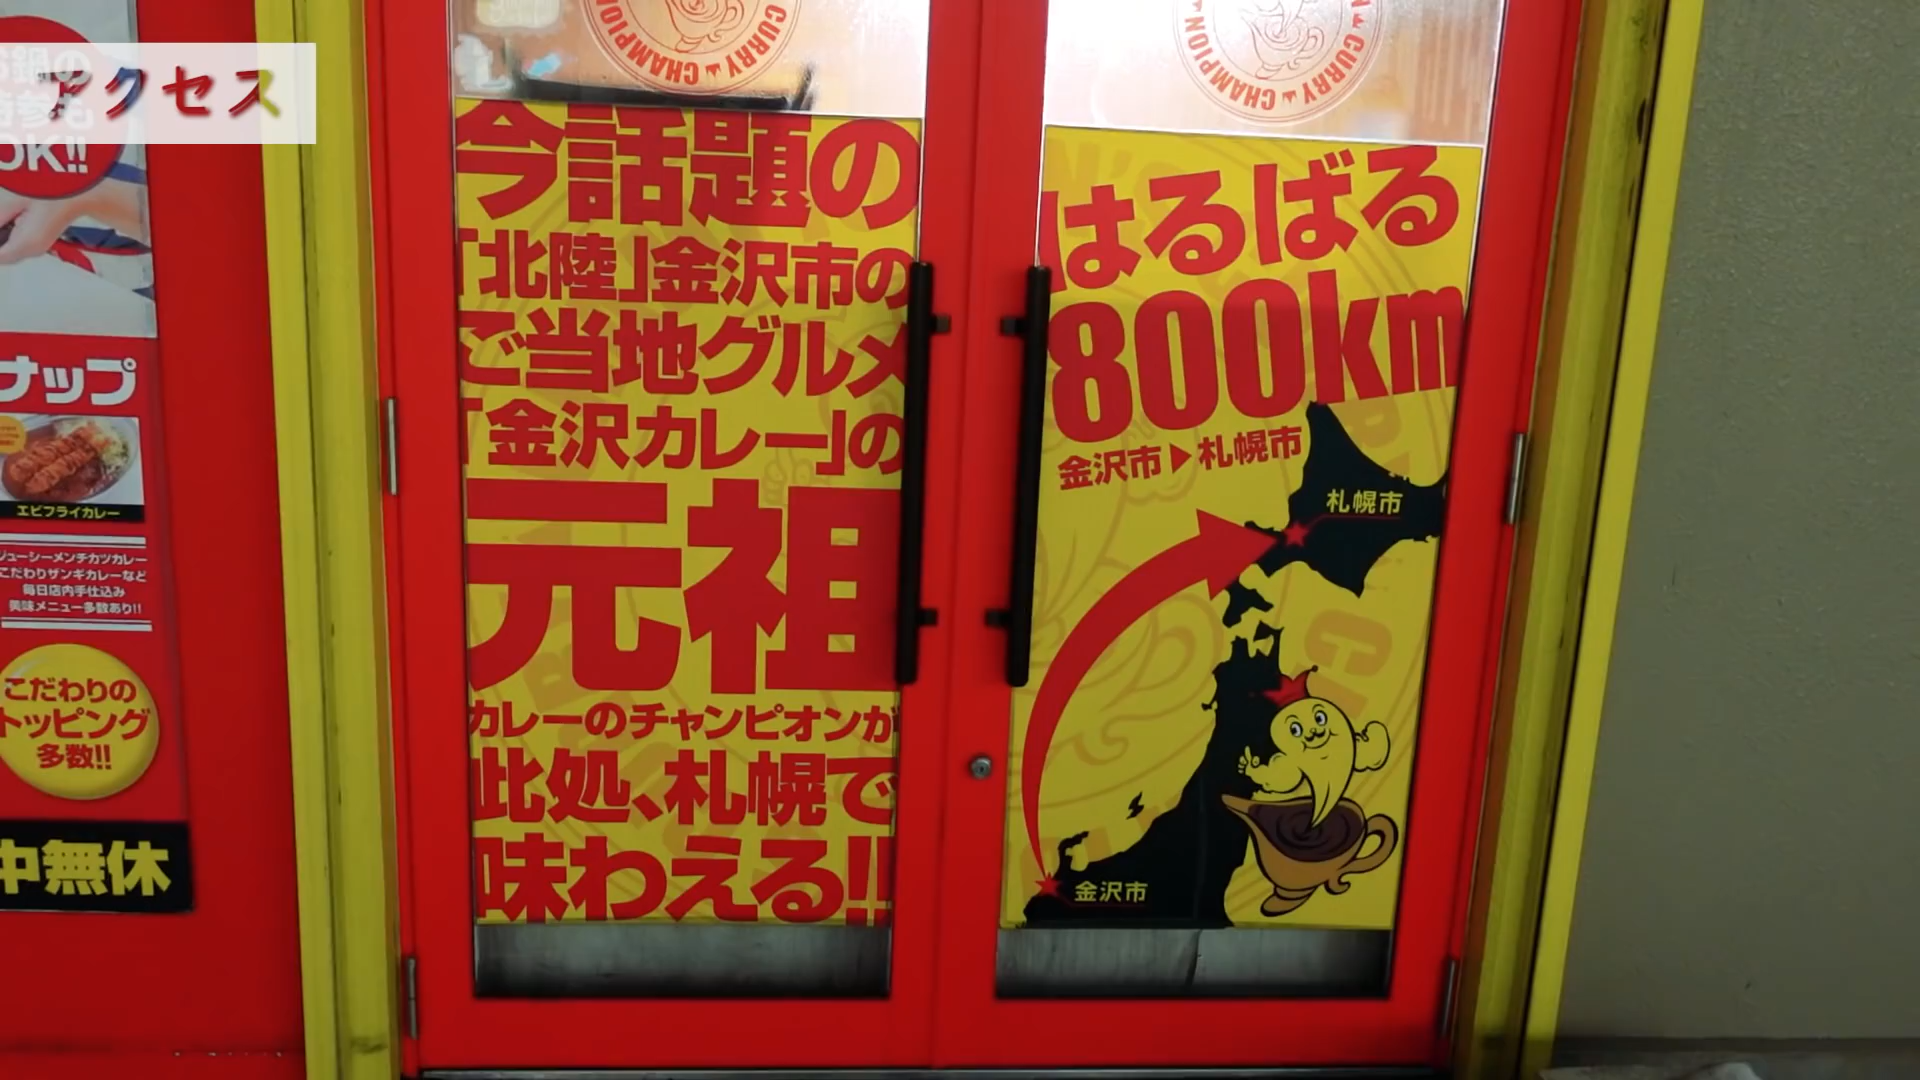 アクセス
OK!!
ナップ
エビフライカレー
ジューシーメンチカツカレー
こだわりザンギカレーなど
毎日店内手仕込み
美味メニュー多数あり!!
こだわりの
トッピング
多数!!
中無休
CHAMPION CURRY
今話題の
「北陸」金沢市の
ご当地グルメ
「金沢カレー」の
元祖
カレーのチャンピオンが
此処、札幌で
味わえる!!
CHAMPION CURRY
はるばる
800km
金沢市▶札幌市
札幌市
金沢市